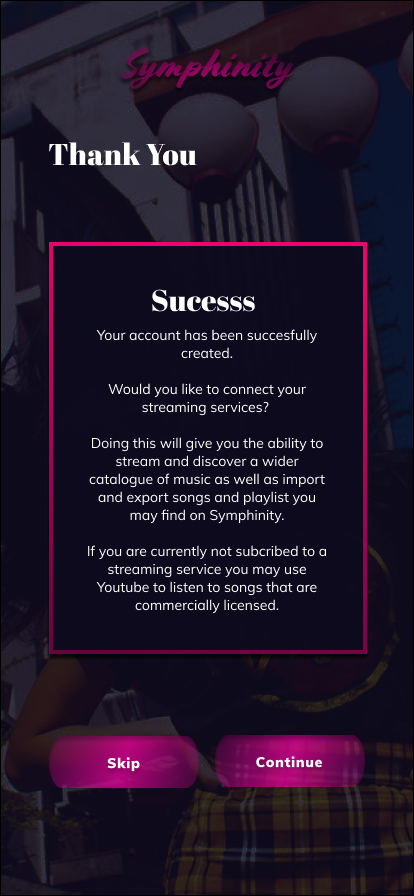 Symphinity
Thank You
Sucesss
Your account has been succesfully
created.
Would you like to connect your
streaming services?
Doing this will give you the ability to
stream and discover a wider
catalogue of music as well as import
and export songs and playlist you
may find on Symphinity.
If you are currently not subcribed to a
streaming service you may use
Youtube to listen to songs that are
commercially licensed.
Skip
Continue